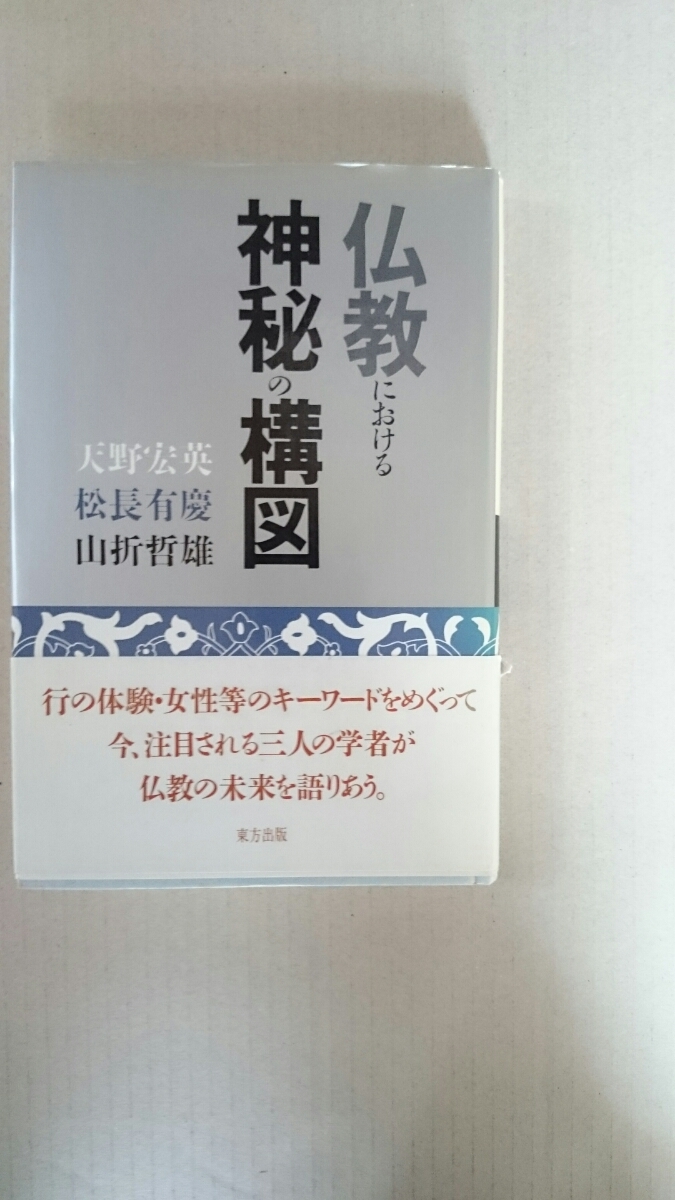 仏教における
神秘の構図
天野宏英
松長有慶
山折哲雄
行の体験・女性等のキーワードをめぐって
今、注目される三人の学者が
仏教の未来を語りあう。
東方出版